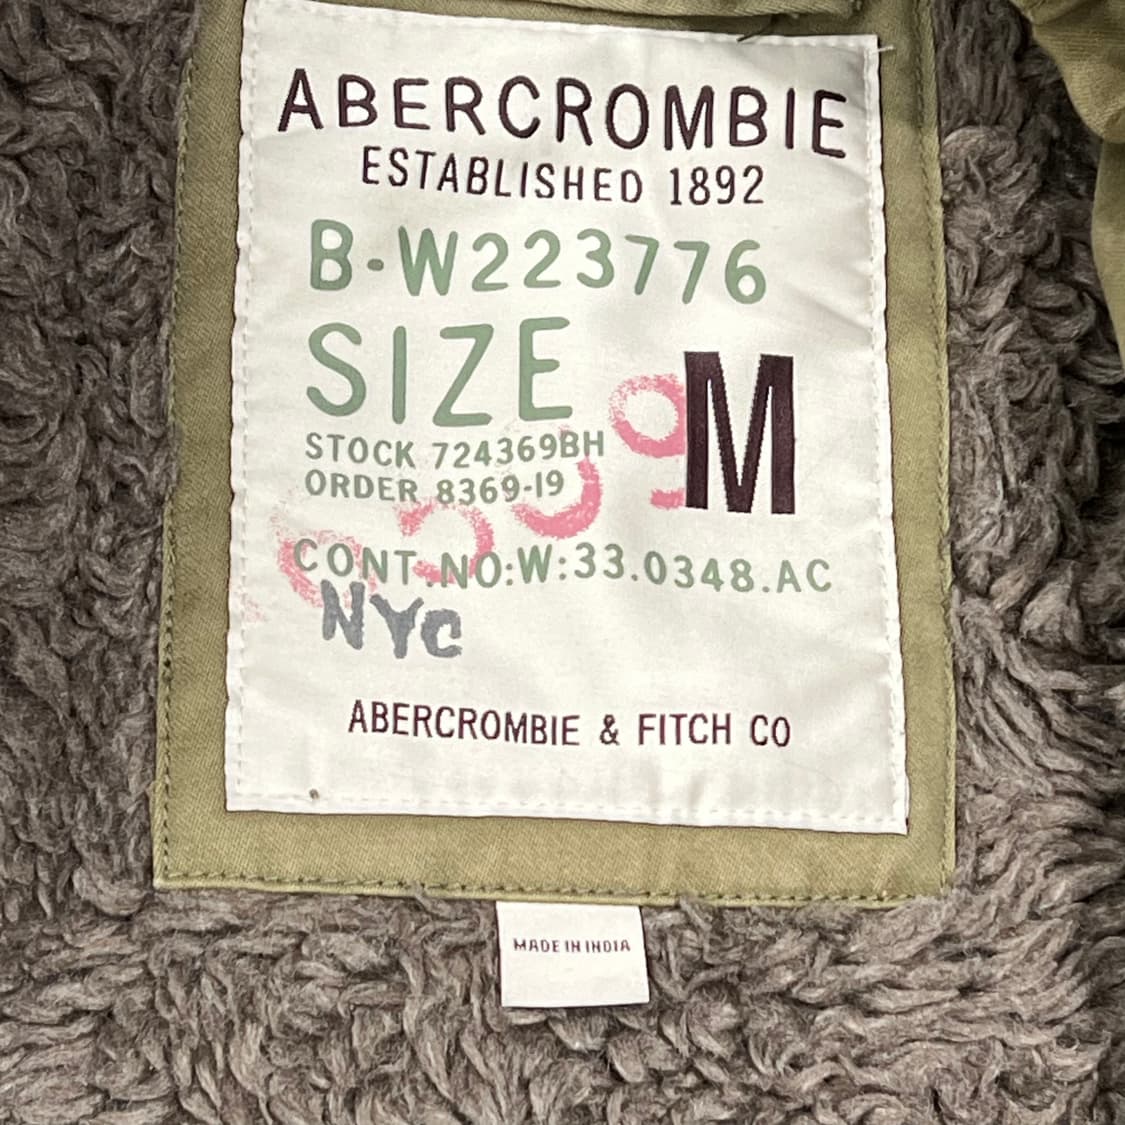 ABERCROMBIE
ESTABLISHED 1892
B-W223776
SIZE M
STOCK 724369BH
ORDER 8369-19
CONT.NO:W:33.0348.AC
NYC
ABERCROMBIE & FITCH CO
MADE IN INDIA